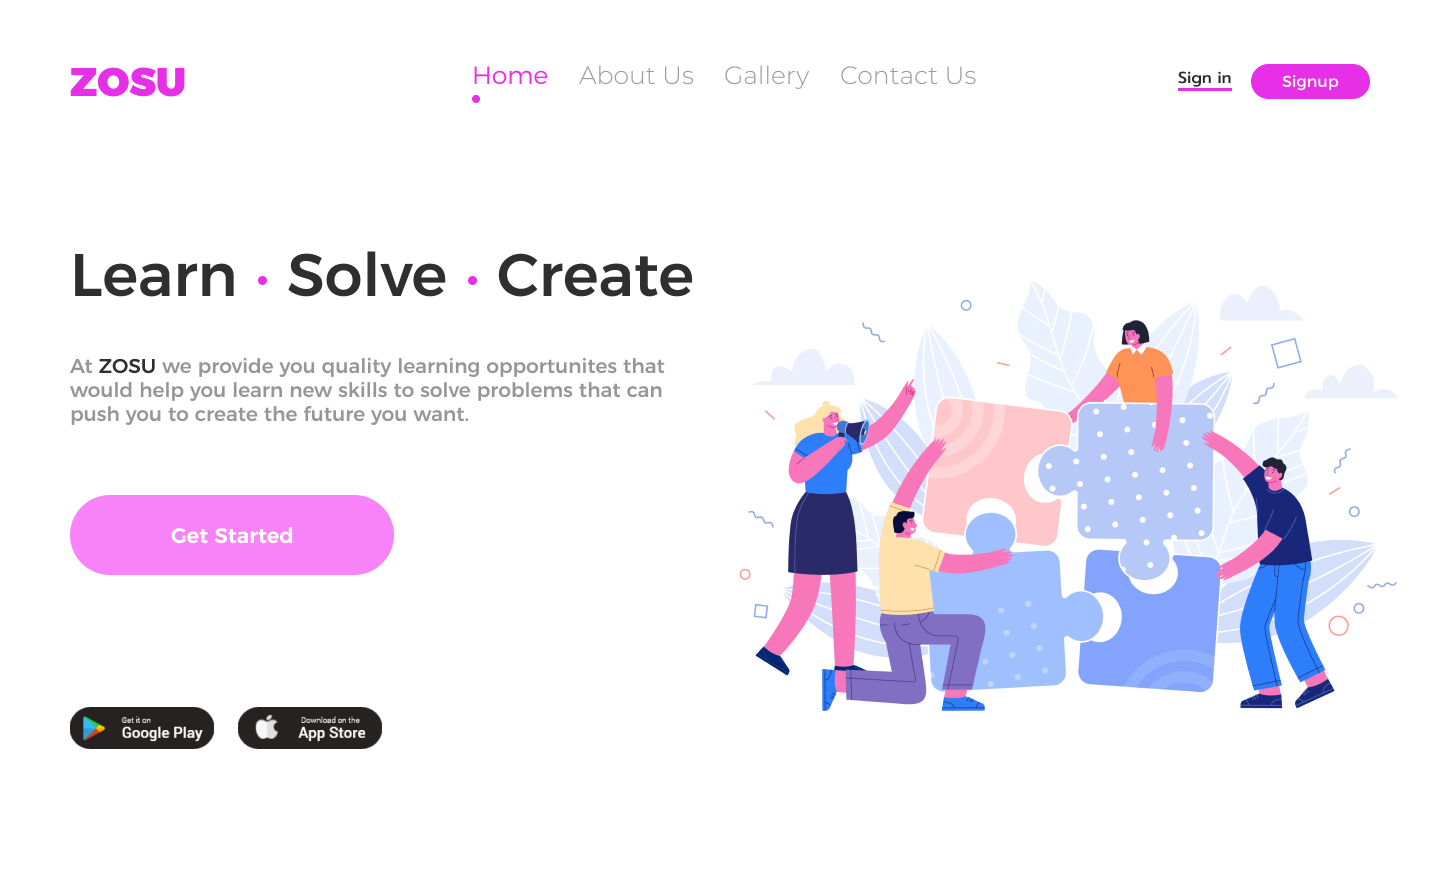 ZOSU
Home About Us Gallery Contact Us
Sign in Signup
Learn • Solve • Create
At ZOSU we provide you quality learning opportunites that
would help you learn new skills to solve problems that can
push you to create the future you want.
Get Started
Get it on
Google Play
Download on the
App Store